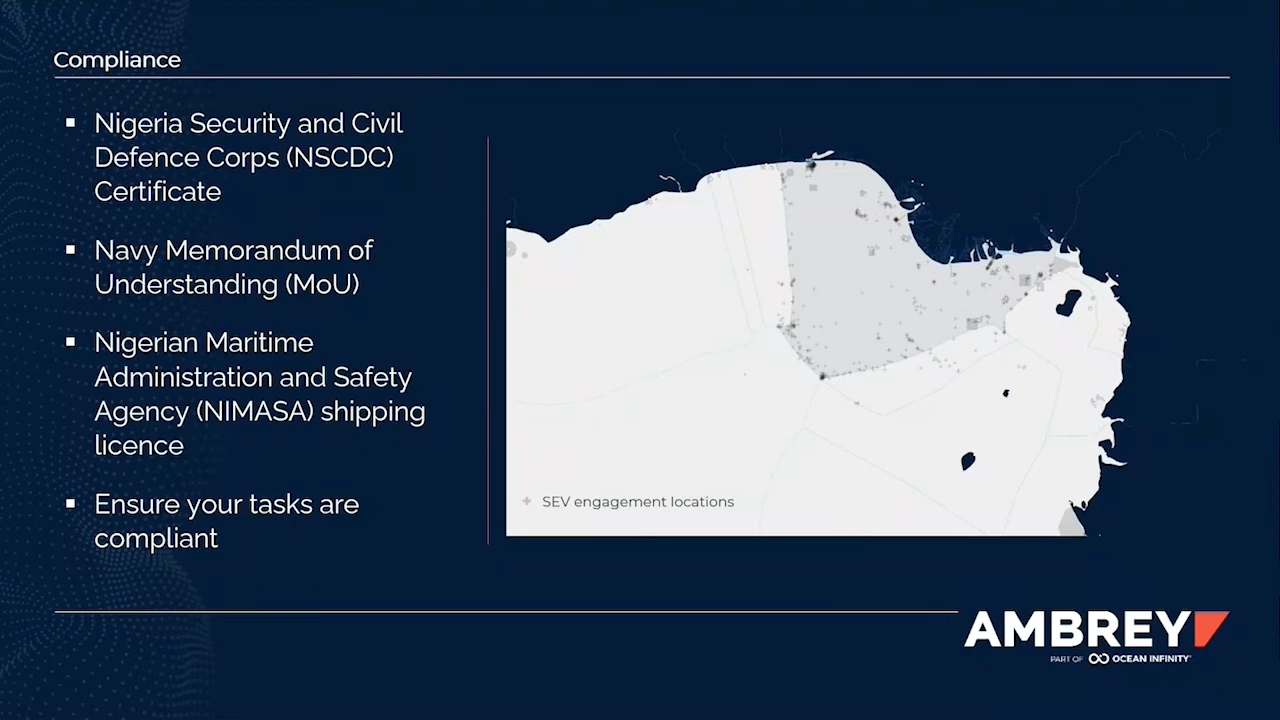 Compliance
Nigeria Security and Civil
Defence Corps (NSCDC)
Certificate
Navy Memorandum of
Understanding (MoU)
Nigerian Maritime
Administration and Safety
Agency (NIMASA) shipping
licence
Ensure your tasks are
compliant
SEV engagement locations
AMBREY
PART OF OCEAN INFINITY